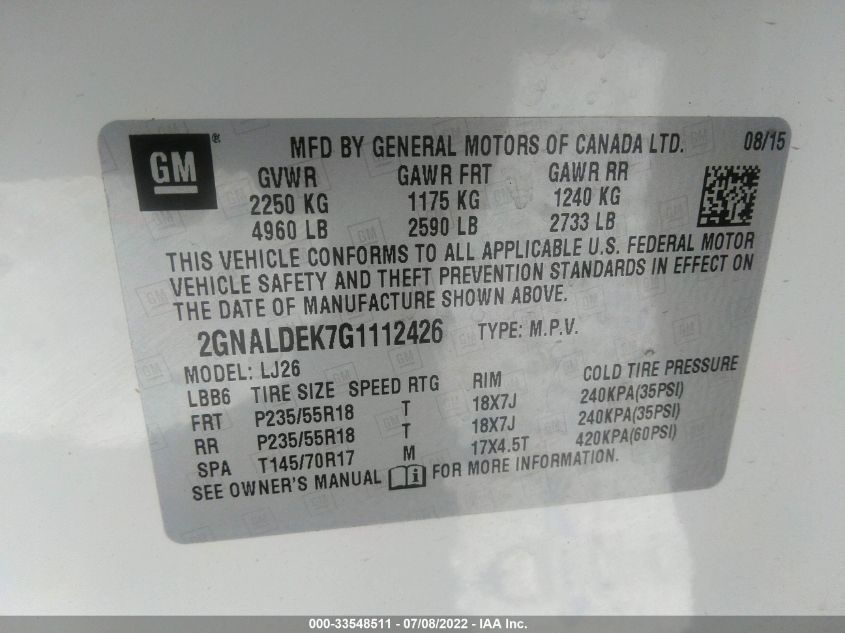 GM ® MFD BY GENERAL MOTORS OF CANADA LTD. 08/15
GVWR GAWR FRT GAWR RR
2250 KG 1175 KG 1240 KG
4960 LB 2590 LB 2733 LB
THIS VEHICLE CONFORMS TO ALL APPLICABLE U.S. FEDERAL MOTOR
VEHICLE SAFETY AND THEFT PREVENTION STANDARDS IN EFFECT ON
THE DATE OF MANUFACTURE SHOWN ABOVE.
2GNALDEK7G1112426 TYPE: M.P.V.
MODEL: LJ26
LBB6 TIRE SIZE SPEED RTG RIM COLD TIRE PRESSURE
FRT P235/55R18 T 18X7J 240KPA(35PSI)
RR P235/55R18 T 18X7J 240KPA(35PSI)
SPA T145/70R17 M 17X4.5T 420KPA(60PSI)
SEE OWNER'S MANUAL FOR MORE INFORMATION.
000-33548511 - 07/08/2022 - IAA Inc.